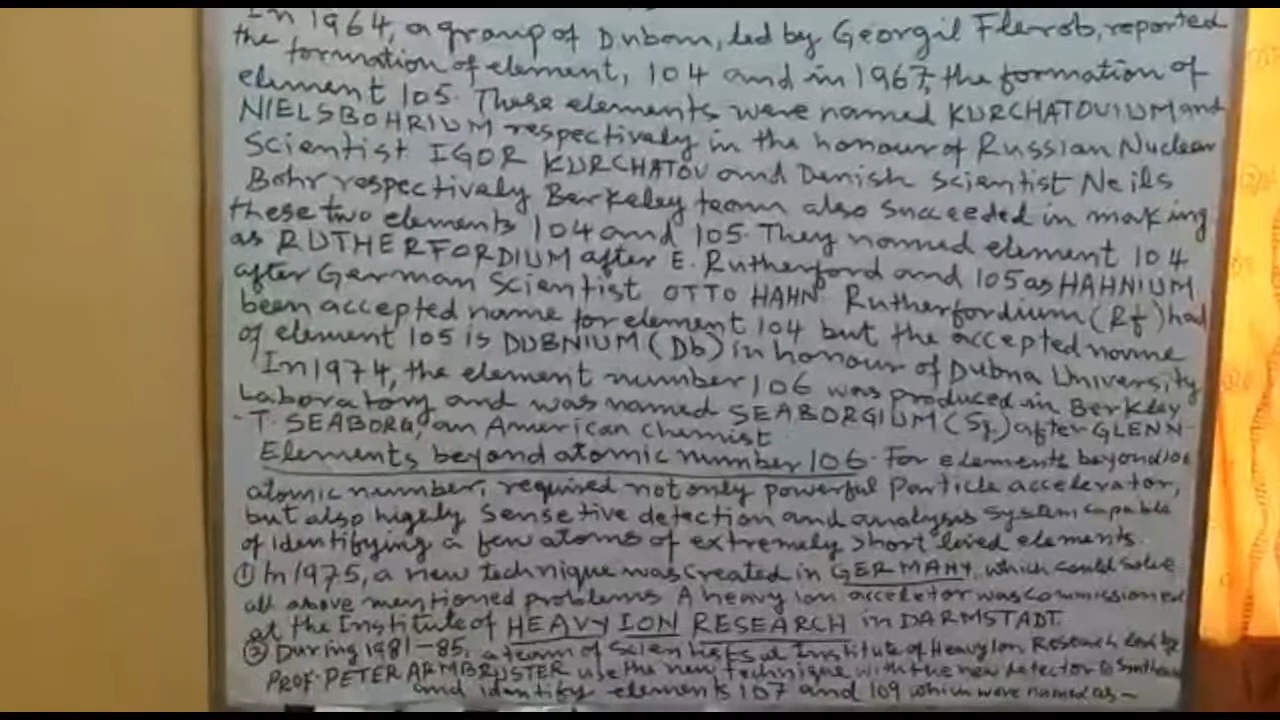 In 1964, a group of Dubam, led by Georgil Flerob, reported
the formation of element, 104 and in 1967, the formation of
element 105. These elements were named KURCHATOVIUM and
NIELSBOHRIUM respectively in the honour of Russian Nuclear
Scientist IGOR KURCHATOV and Danish Scientist Neils
Bohr respectively Berkeley team also succeeded in making
these two elements 104 and 105. They named element 104
as RUTHERFORDIUM after E. Rutherford and 105 as HAHNIUM
after German Scientist OTTO HAHN Rutherfordium (Rf) had
been accepted name for element 104 but the accepted name
of element 105 is DUBNIUM (Db) in honour of Dubna University
In 1974, the element number 106 was produced in Berkley
Laboratory and was named SEABORGIUM (Sg) after GLENN-
- T. SEABORG, an American Chemist
Elements beyond atomic number 106. For elements beyond 106
atomic number, required not only powerful Particle accelerator,
but also highly Sensetive detection and analysis system capable
of identifying a few atoms of extremely short lived elements.
① In 1975, a new technique was created in GERMANY, which could solve
all above mentioned problems A heavy ion acceletor was commissioned
at the Institute of HEAVY ION RESEARCH in DARMSTADT.
② During 1981-85, a team of Scientists at Institute of Heavy Ion Research led by
PROF. PETER ARMBRUSTER use the new technique with the new detector to
and identify elements 107 and 109 which were named as -